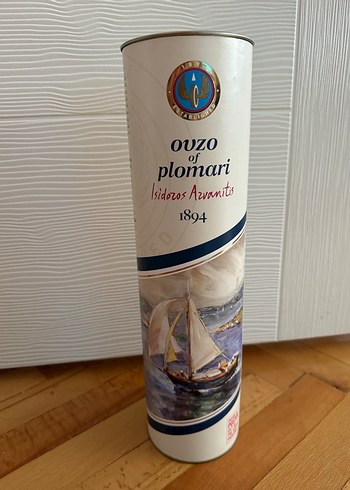 ouzo
of
plomari
Isidoros Arvanitis
1894